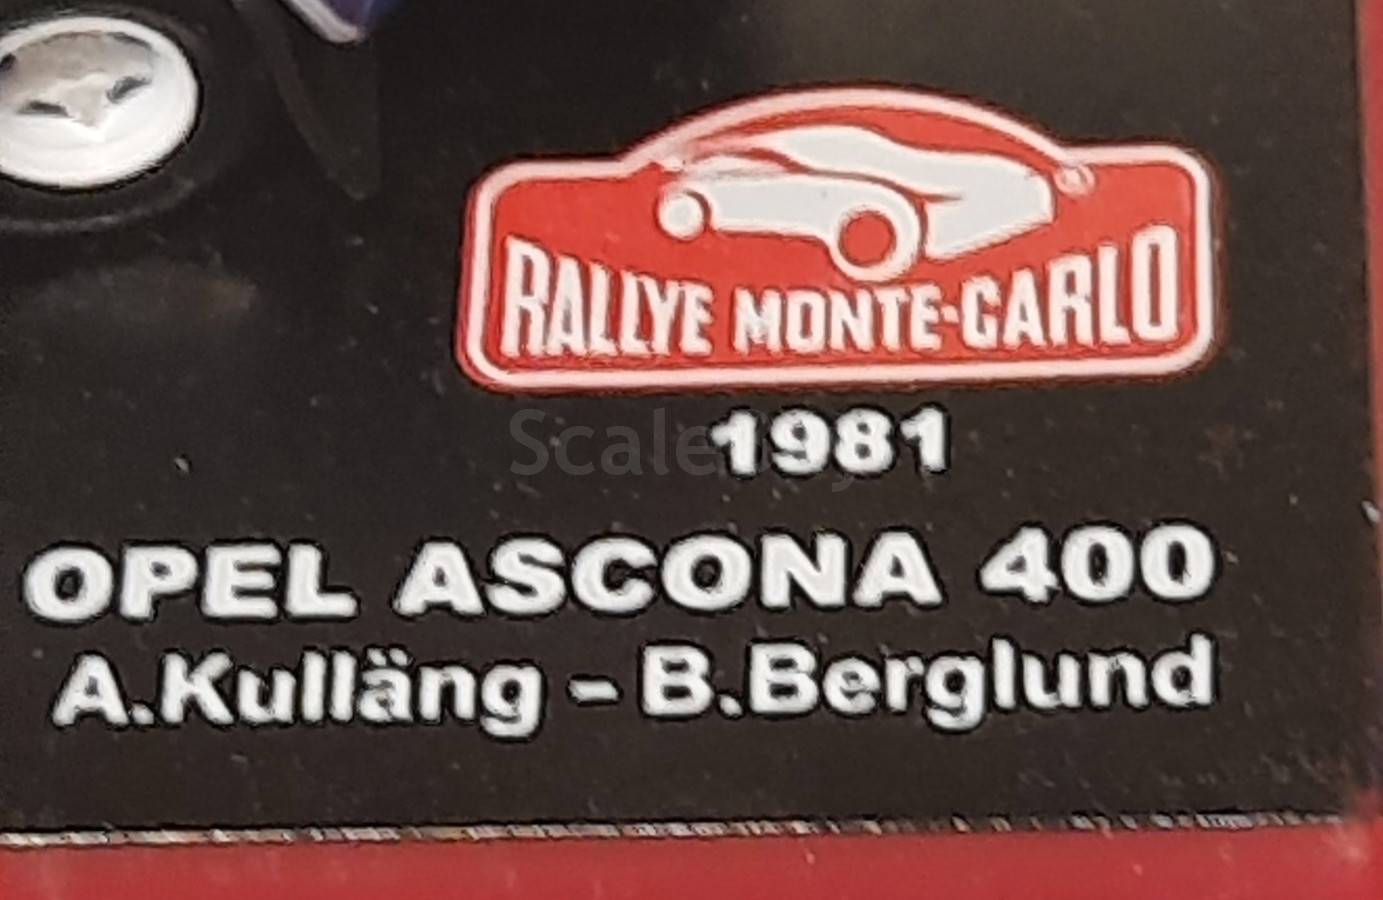 RALLYE MONTE-CARLO
1981
OPEL ASCONA 400
A.Kulläng - B.Berglund